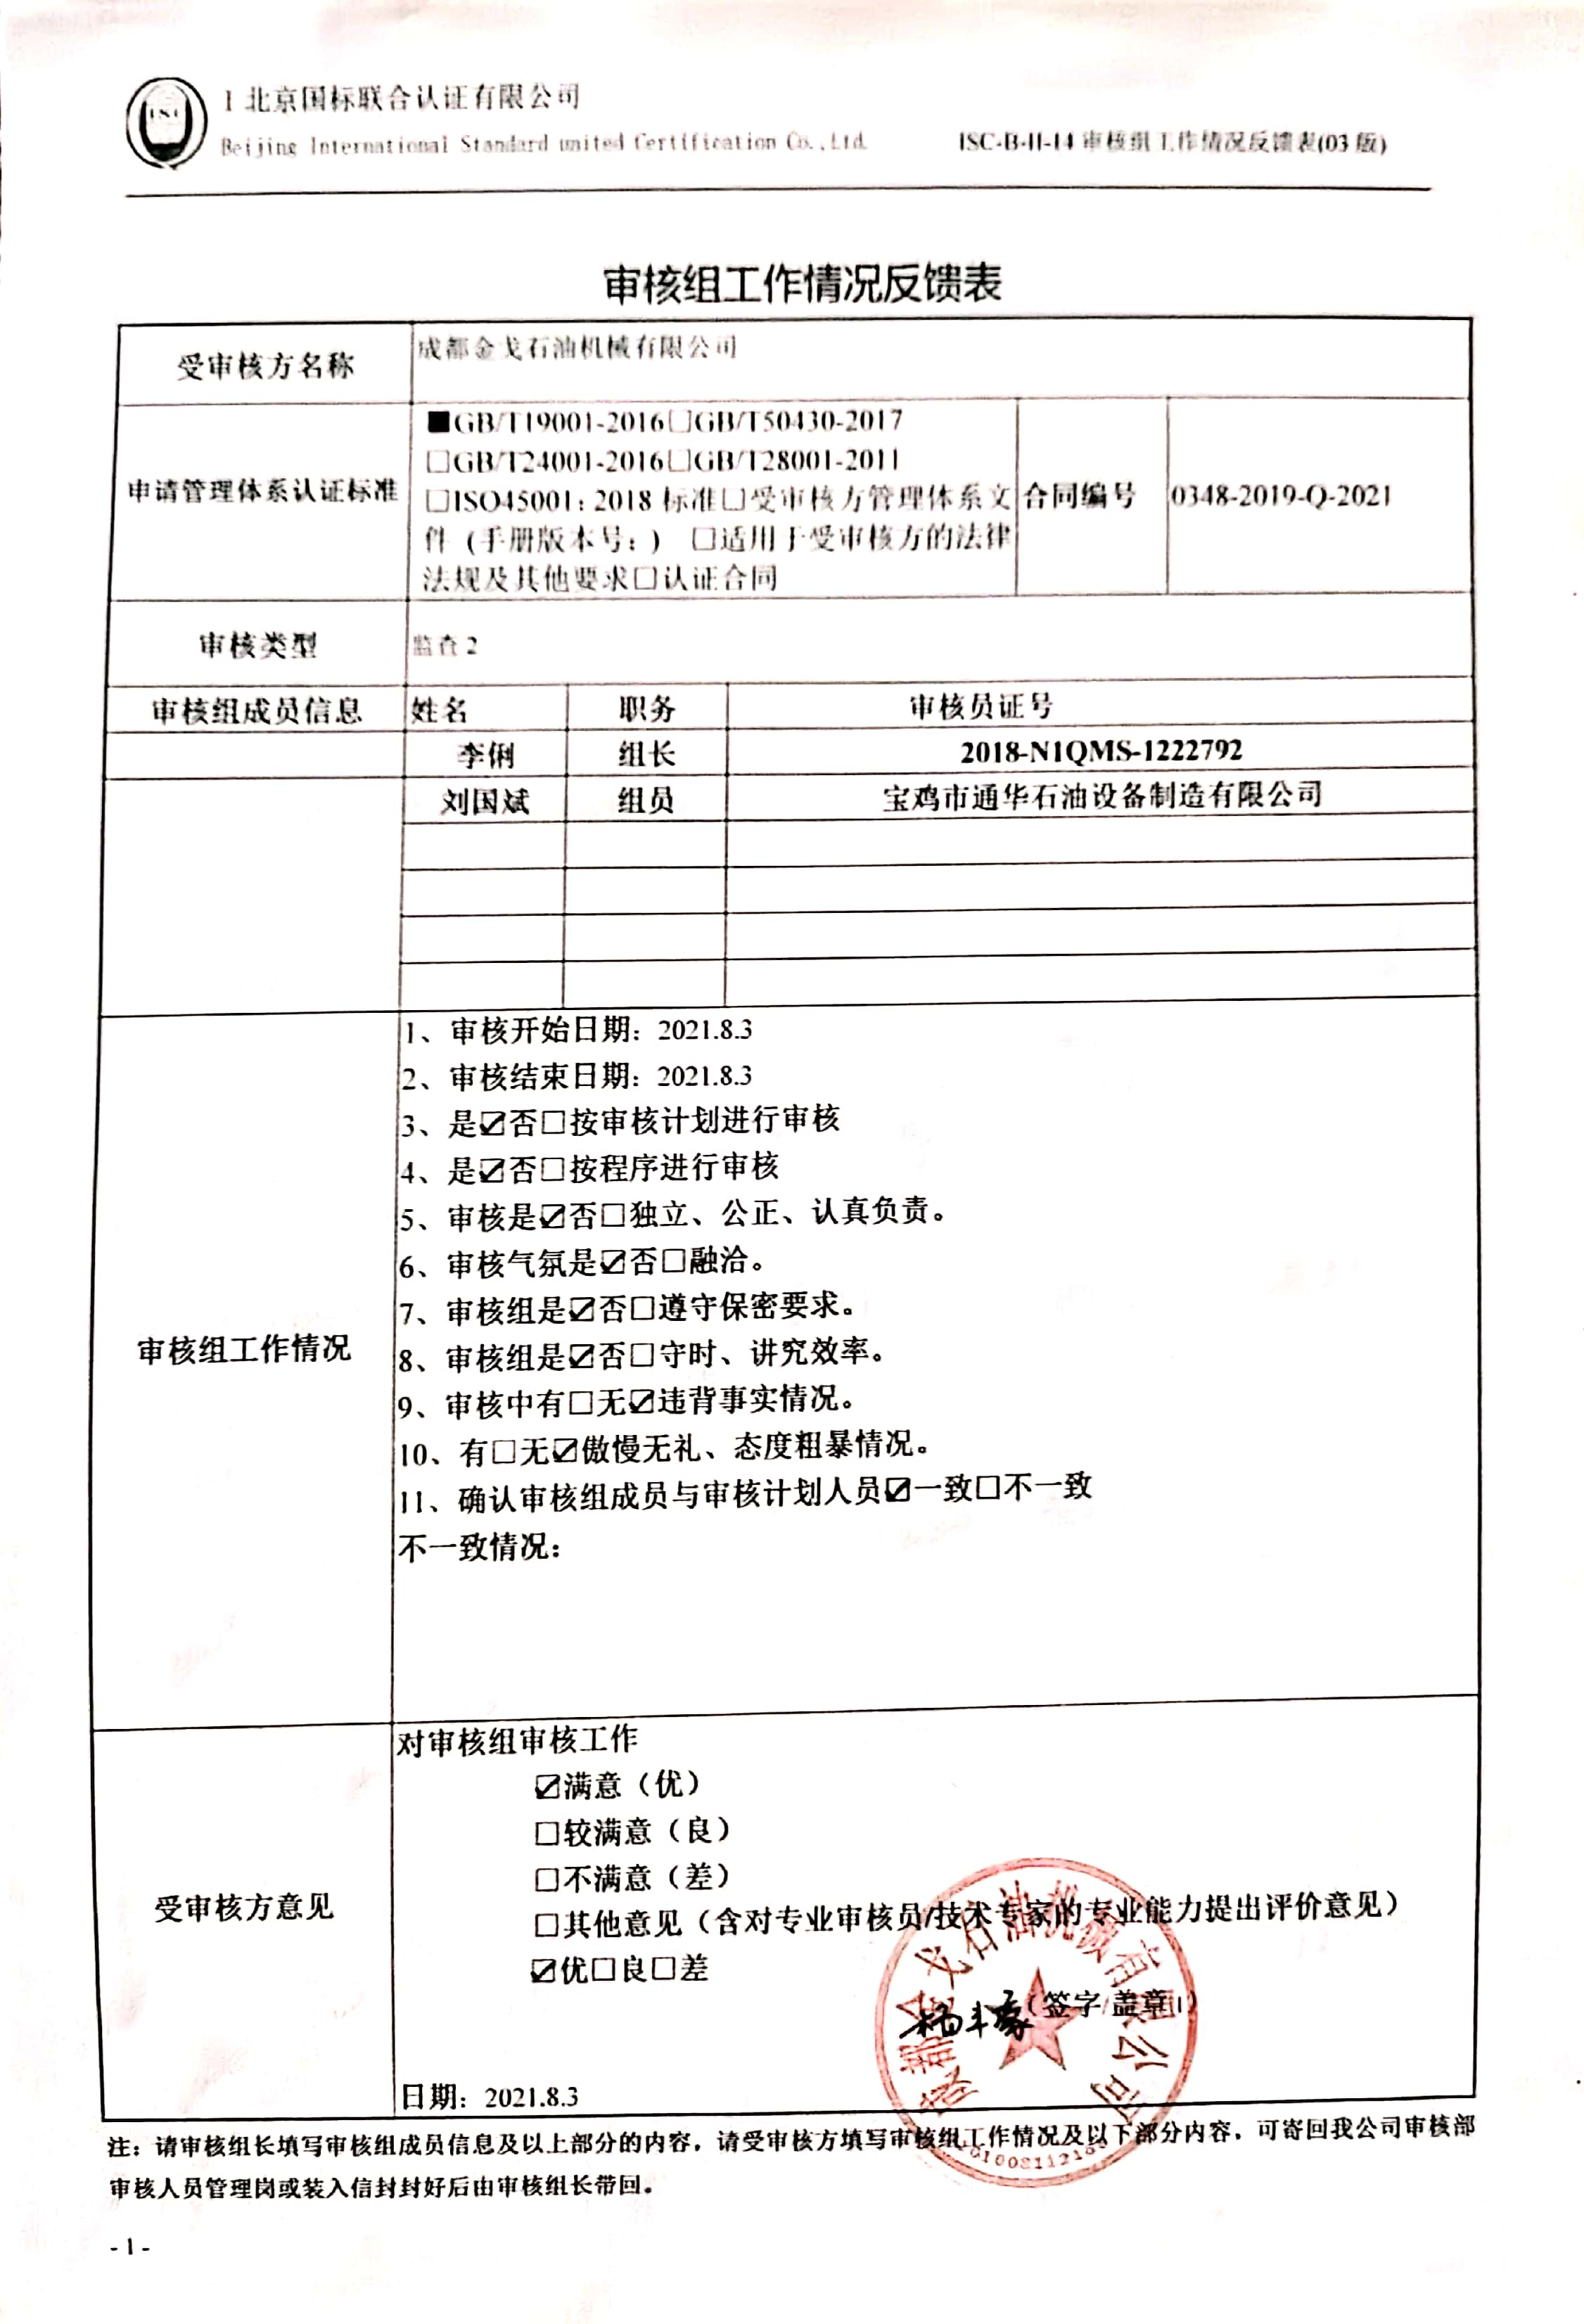 ISC
I 北京国标联合认证有限公司
Beijing International Standard united Certification Co.,Ltd.
ISC-B-II-14 审核组工作情况反馈表(03 版)
审核组工作情况反馈表
受审核方名称
成都金戈石油机械有限公司
申请管理体系认证标准
■GB/T19001-2016□GB/T50430-2017
□GB/T24001-2016□GB/T28001-2011
□ISO45001：2018 标准□受审核方管理体系文
件（手册版本号：） □适用于受审核方的法律
法规及其他要求□认证合同
合同编号
0348-2019-Q-2021
审核类型
监查 2
审核组成员信息 姓名 职务 审核员证号
李俐 组长 2018-N1QMS-1222792
刘国斌 组员 宝鸡市通华石油设备制造有限公司
审核组工作情况
1、审核开始日期：2021.8.3
2、审核结束日期：2021.8.3
3、是☑否□按审核计划进行审核
4、是☑否□按程序进行审核
5、审核是☑否□独立、公正、认真负责。
6、审核气氛是☑否□融洽。
7、审核组是☑否□遵守保密要求。
8、审核组是☑否□守时、讲究效率。
9、审核中有□无☑违背事实情况。
10、有□无☑傲慢无礼、态度粗暴情况。
11、确认审核组成员与审核计划人员☑一致□不一致
不一致情况：
受审核方意见
对审核组审核工作
☑满意（优）
□较满意（良）
□不满意（差）
□其他意见（含对专业审核员/技术专家的专业能力提出评价意见）
☑优□良□差
（签字/盖章）
成都金戈石油机械有限公司
日期：2021.8.3
注：请审核组长填写审核组成员信息及以上部分的内容，请受审核方填写审核组工作情况及以下部分内容，可寄回我公司审核部
审核人员管理岗或装入信封封好后由审核组长带回。
- 1 -